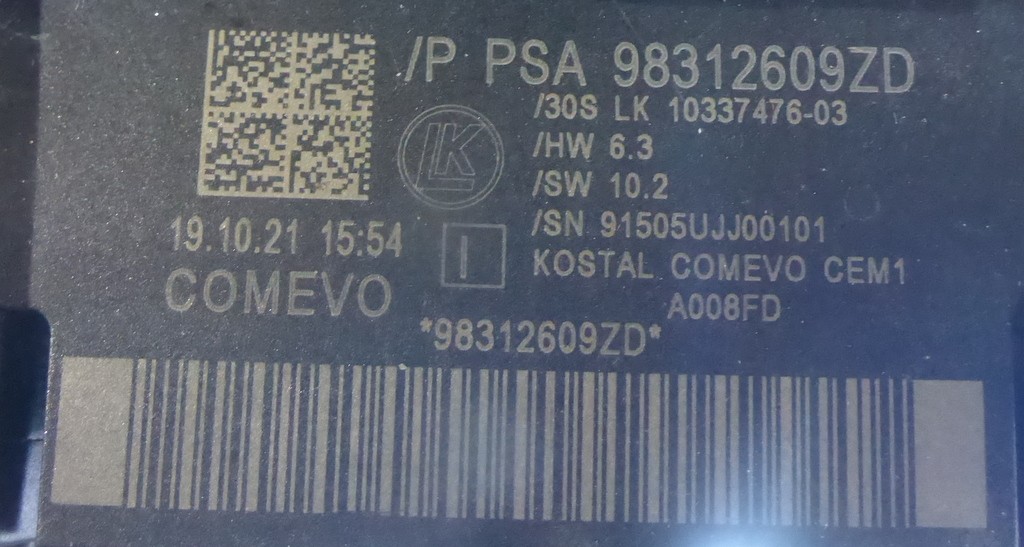 /P PSA 98312609ZD
/30S LK 10337476-03
LK
/HW 6.3
/SW 10.2
19.10.21 15:54
/SN 91505UJJ00101
I
KOSTAL COMEVO CEM1
COMEVO
A008FD
*98312609ZD*